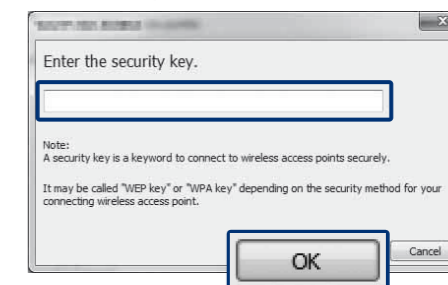 Enter the security key.
Note:
A security key is a keyword to connect to wireless access points securely.
It may be called "WEP key" or "WPA key" depending on the security method for your
connecting wireless access point.
OK
Cancel